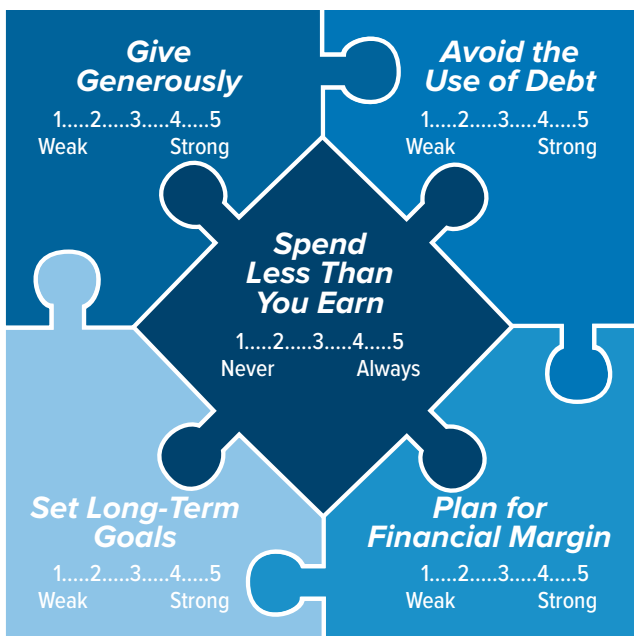 Give
Generously
1.....2.....3.....4.....5
Weak Strong
Avoid the
Use of Debt
1.....2.....3.....4.....5
Weak Strong
Spend
Less Than
You Earn
1.....2.....3.....4.....5
Never Always
Set Long-Term
Goals
1.....2.....3.....4.....5
Weak Strong
Plan for
Financial Margin
1.....2.....3.....4.....5
Weak Strong